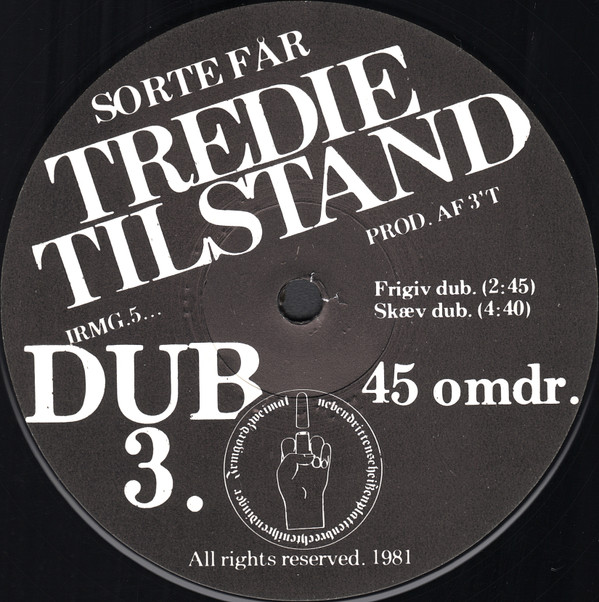 SORTE FÅR
TREDIE
TILSTAND
PROD. AF 3'T
Frigiv dub. (2:45)
Skæv dub. (4:40)
IRMG.5...
DUB
3.
45 omdr.
Irmgardzweimal
All rights reserved. 1981